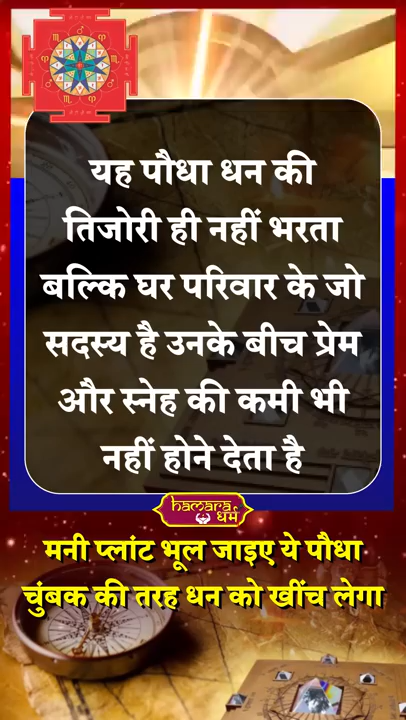 यह पौधा धन की
तिजोरी ही नहीं भरता
बल्कि घर परिवार के जो
सदस्य है उनके बीच प्रेम
और स्नेह की कमी भी
नहीं होने देता है
hamara
धर्म
मनी प्लांट भूल जाइए ये पौधा
चुंबक की तरह धन को खींच लेगा